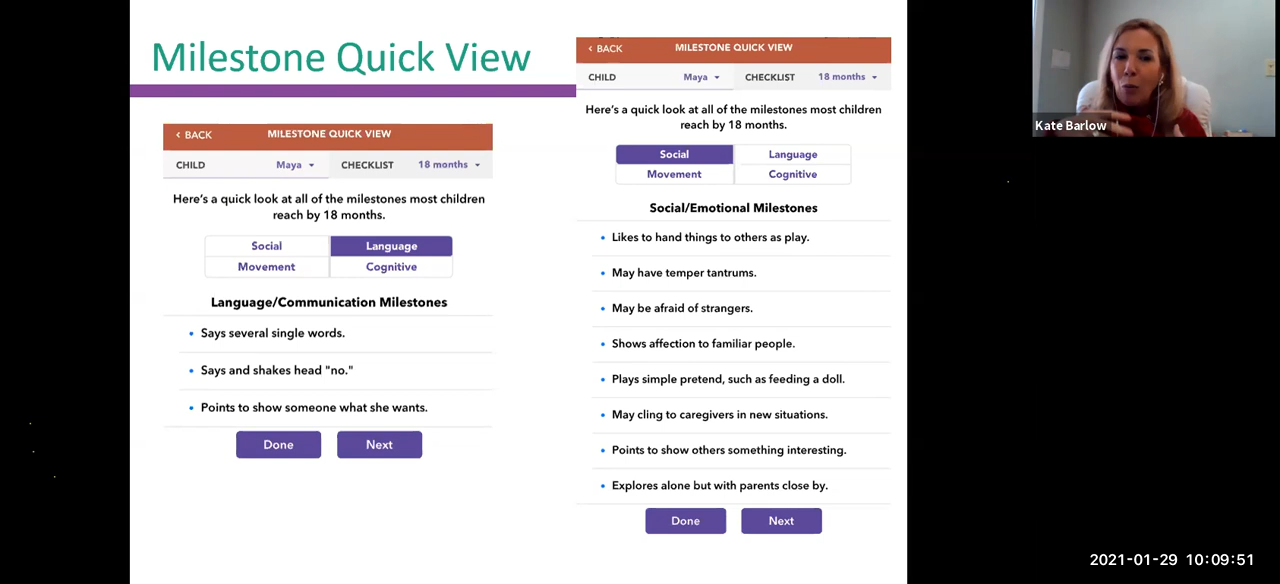 Milestone Quick View
‹ BACK MILESTONE QUICK VIEW
CHILD Maya CHECKLIST 18 months
Here's a quick look at all of the milestones most children
reach by 18 months.
Social Language
Movement Cognitive
Language/Communication Milestones
• Says several single words.
• Says and shakes head "no."
• Points to show someone what she wants.
Done Next
‹ BACK MILESTONE QUICK VIEW
CHILD Maya CHECKLIST 18 months
Here's a quick look at all of the milestones most children
reach by 18 months.
Social Language
Movement Cognitive
Social/Emotional Milestones
• Likes to hand things to others as play.
• May have temper tantrums.
• May be afraid of strangers.
• Shows affection to familiar people.
• Plays simple pretend, such as feeding a doll.
• May cling to caregivers in new situations.
• Points to show others something interesting.
• Explores alone but with parents close by.
Done Next
Kate Barlow
2021-01-29 10:09:51